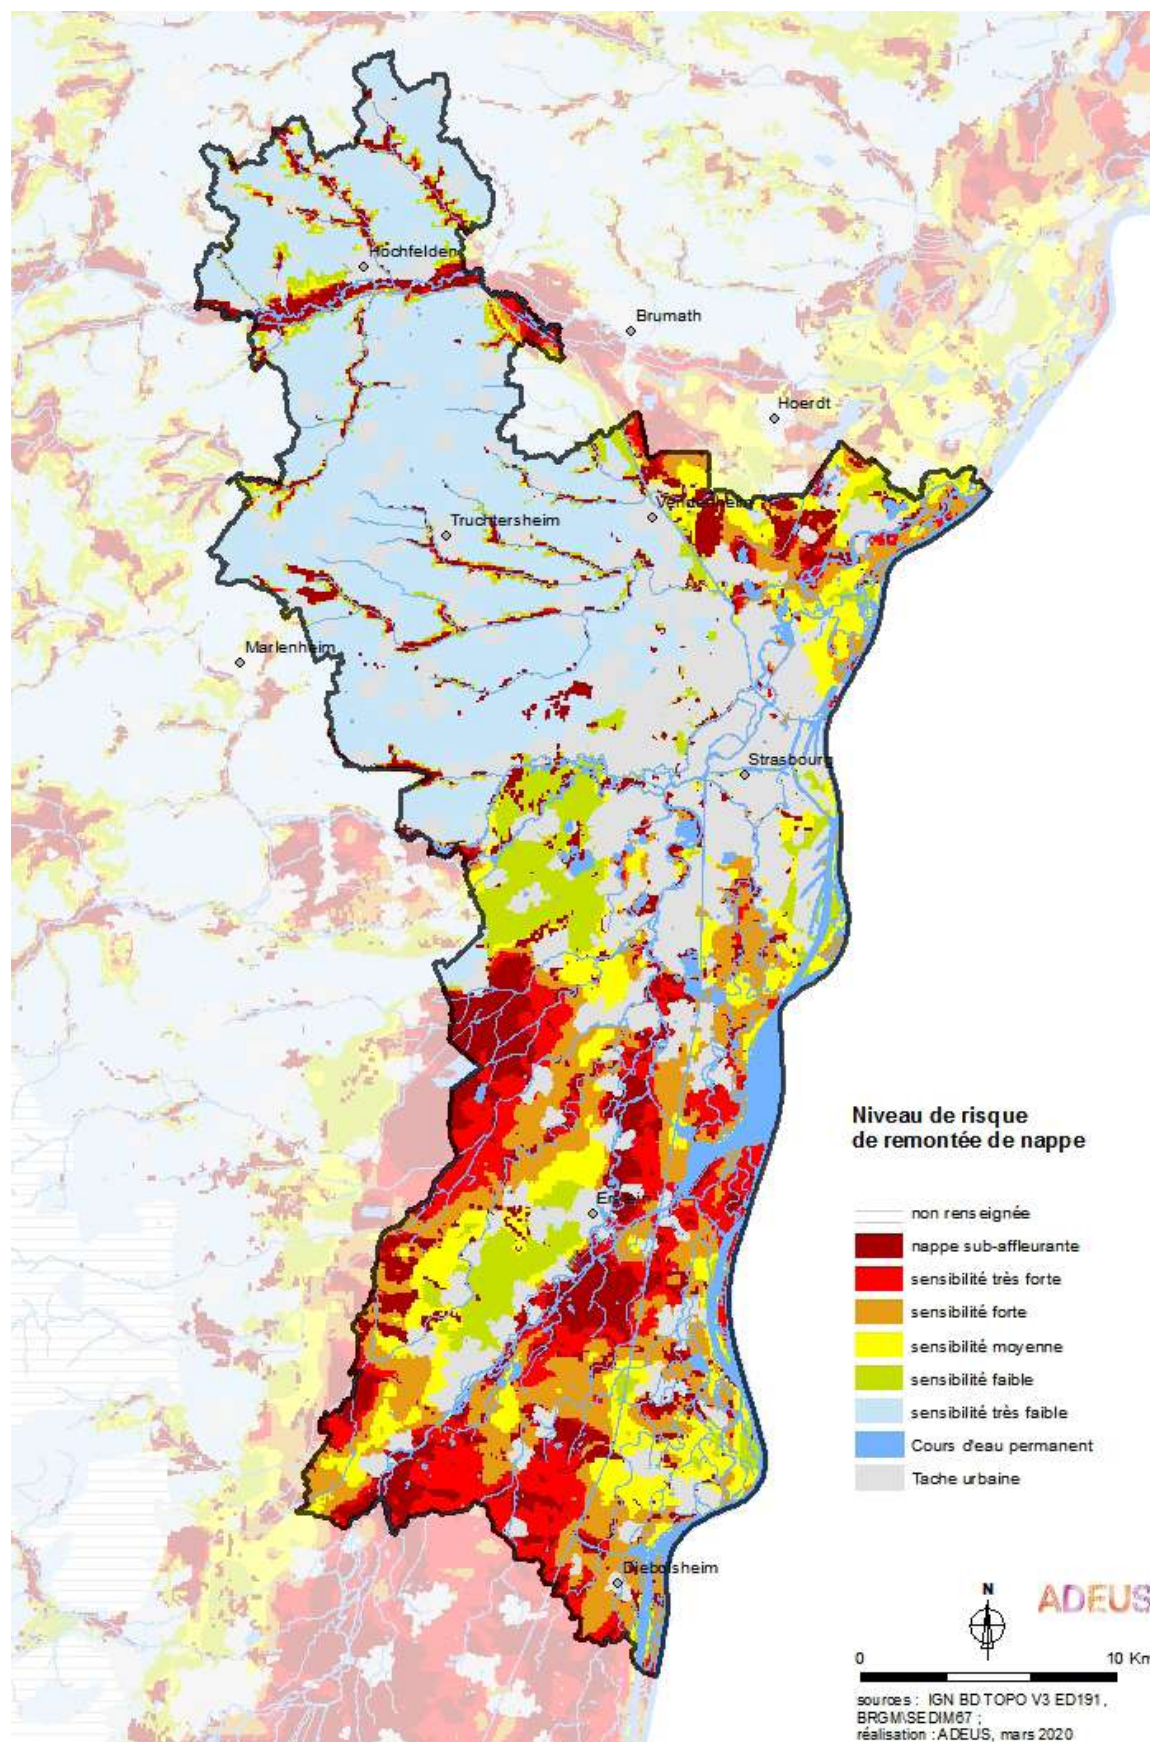 Hochfelden
Brumath
Hoerdt
Vendenheim
Truchtersheim
Marlenheim
Strasbourg
Niveau de risque
de remontée de nappe
non renseignée
nappe sub-affleurante
Erstein
sensibilité très forte
sensibilité forte
sensibilité moyenne
sensibilité faible
sensibilité très faible
Cours d'eau permanent
Tache urbaine
Diebolsheim
N
ADEUS
0 10 Km
sources : IGN BD TOPO V3 ED191,
BRGM\SEDIM67 ;
réalisation : ADEUS, mars 2020